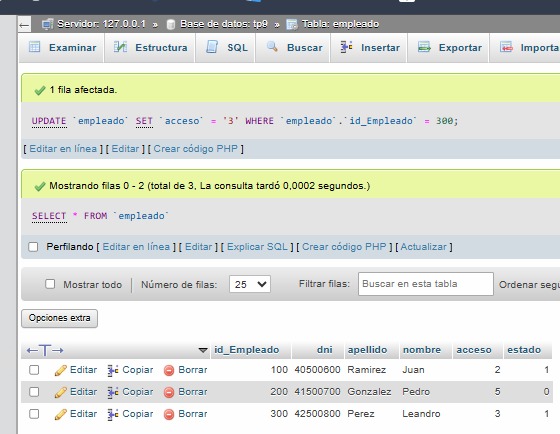 Servidor: 127.0.0.1 » Base de datos: tp9 » Tabla: empleado
Examinar Estructura SQL Buscar Insertar Exportar Importa
1 fila afectada.
UPDATE `empleado` SET `acceso` = '3' WHERE `empleado`.`id_Empleado` = 300;
[ Editar en línea ] [ Editar ] [ Crear código PHP ]
Mostrando filas 0 - 2 (total de 3, La consulta tardó 0,0002 segundos.)
SELECT * FROM `empleado`
Perfilando [ Editar en línea ] [ Editar ] [ Explicar SQL ] [ Crear código PHP ] [ Actualizar ]
Mostrar todo Número de filas: 25 Filtrar filas: Buscar en esta tabla Ordenar segu
Opciones extra
←T→ id_Empleado dni apellido nombre acceso estado
Editar Copiar Borrar 100 40500600 Ramirez Juan 2 1
Editar Copiar Borrar 200 41500700 Gonzalez Pedro 5 0
Editar Copiar Borrar 300 42500800 Perez Leandro 3 1